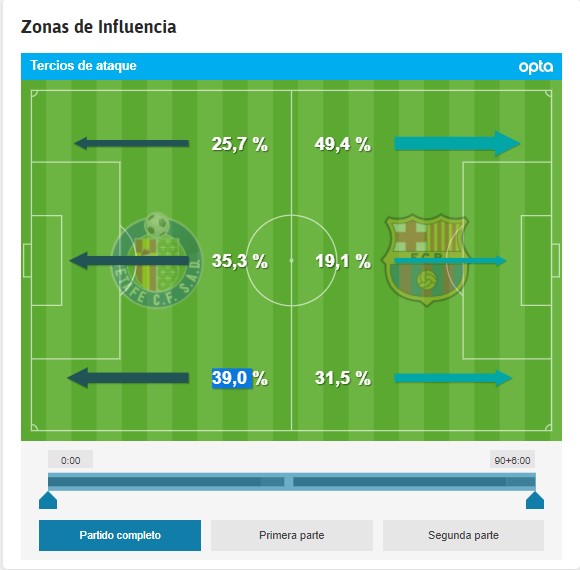 Zonas de Influencia
Tercios de ataque
opta
25,7 % 49,4 %
35,3 % 19,1 %
GETAFE C.F. S.A.D.
F C B
39,0 % 31,5 %
0:00 90+6:00
Partido completo Primera parte Segunda parte